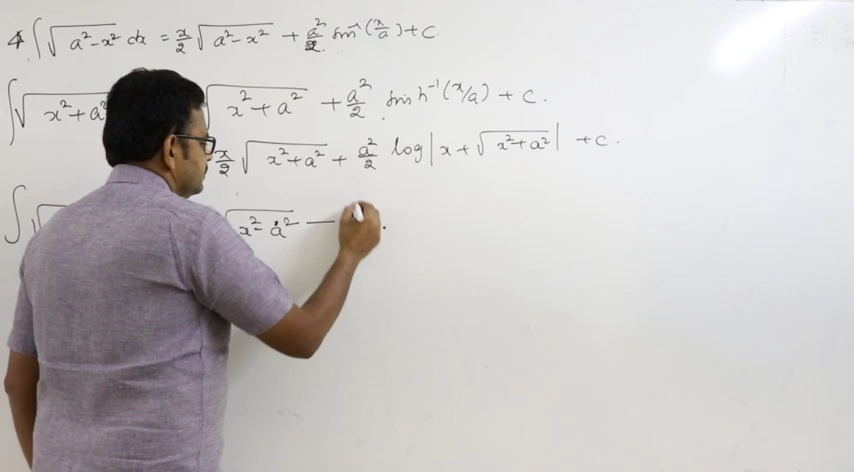 4 ∫ √(a²-x²) dx = x/2 √(a²-x²) + a²/2 sin⁻¹(x/a) + C.
∫ √(x²+a² √(x²+a²) + a²/2 sinh⁻¹(x/a) + C.
x/2 √(x²+a²) + a²/2 log|x + √(x²+a²)| + C.
∫ √ √(x²-a²) —